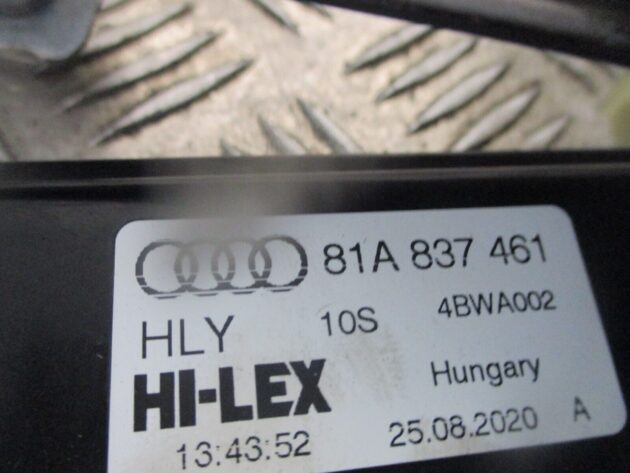 81A 837 461
HLY 10S 4BWA002
HI-LEX Hungary
13:43:52 25.08.2020 A